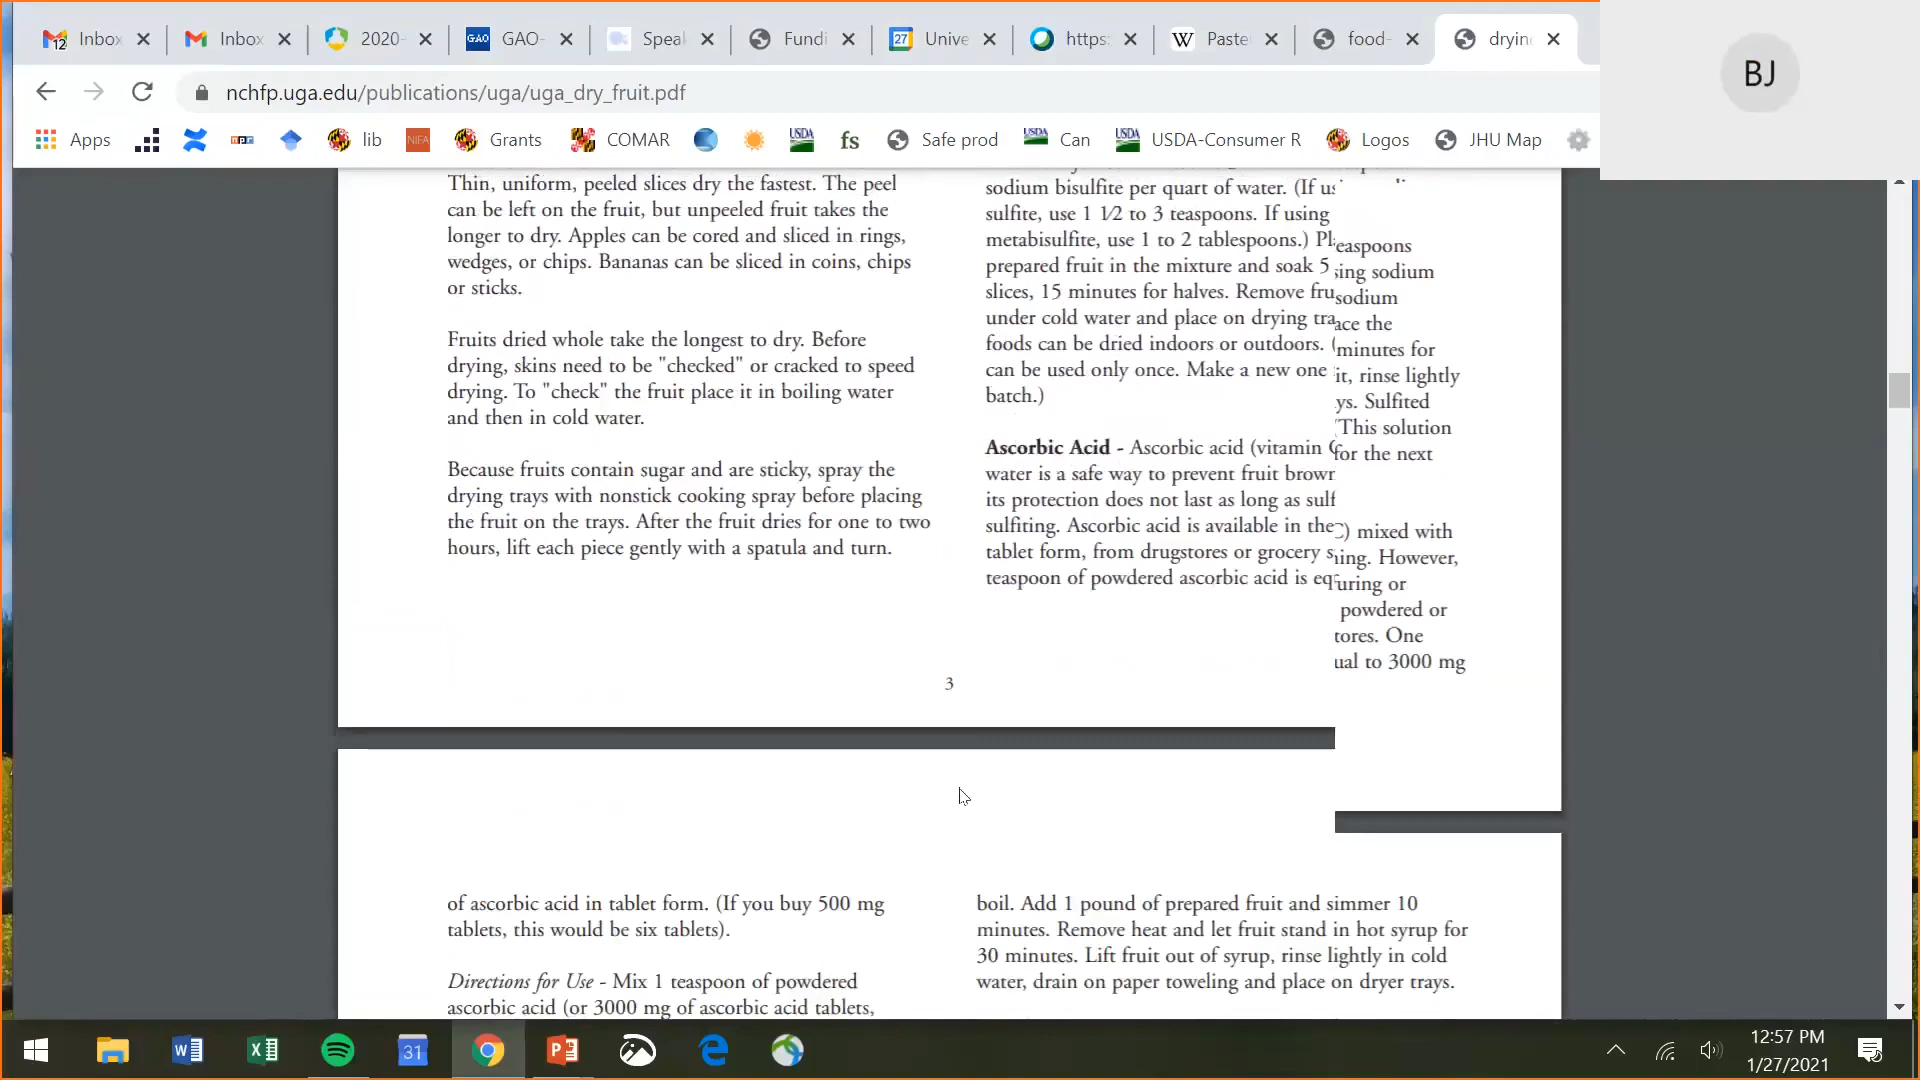 Inbox
Inbox
2020-
GAO-
Speak
Fundi
Unive
https:
Paste
food-
drying
BJ
nchfp.uga.edu/publications/uga/uga_dry_fruit.pdf
Apps
lib
Grants
COMAR
Safe prod
Can
USDA-Consumer R
Logos
JHU Map
Thin, uniform, peeled slices dry the fastest. The peel
can be left on the fruit, but unpeeled fruit takes the
longer to dry. Apples can be cored and sliced in rings,
wedges, or chips. Bananas can be sliced in coins, chips
or sticks.
Fruits dried whole take the longest to dry. Before
drying, skins need to be "checked" or cracked to speed
drying. To "check" the fruit place it in boiling water
and then in cold water.
Because fruits contain sugar and are sticky, spray the
drying trays with nonstick cooking spray before placing
the fruit on the trays. After the fruit dries for one to two
hours, lift each piece gently with a spatula and turn.
sodium bisulfite per quart of water. (If us
sulfite, use 1 1⁄2 to 3 teaspoons. If using
metabisulfite, use 1 to 2 tablespoons.) Pl
prepared fruit in the mixture and soak 5
slices, 15 minutes for halves. Remove fru
under cold water and place on drying tra
foods can be dried indoors or outdoors. (
can be used only once. Make a new one
batch.)
Ascorbic Acid - Ascorbic acid (vitamin C
water is a safe way to prevent fruit brown
its protection does not last as long as sulf
sulfiting. Ascorbic acid is available in the
tablet form, from drugstores or grocery s
teaspoon of powdered ascorbic acid is eq
easpoons
sing sodium
sodium
ace the
minutes for
it, rinse lightly
ys. Sulfited
(This solution
for the next
C) mixed with
ing. However,
uring or
powdered or
tores. One
ual to 3000 mg
3
of ascorbic acid in tablet form. (If you buy 500 mg
tablets, this would be six tablets).
Directions for Use - Mix 1 teaspoon of powdered
ascorbic acid (or 3000 mg of ascorbic acid tablets,
boil. Add 1 pound of prepared fruit and simmer 10
minutes. Remove heat and let fruit stand in hot syrup for
30 minutes. Lift fruit out of syrup, rinse lightly in cold
water, drain on paper toweling and place on dryer trays.
12:57 PM
1/27/2021